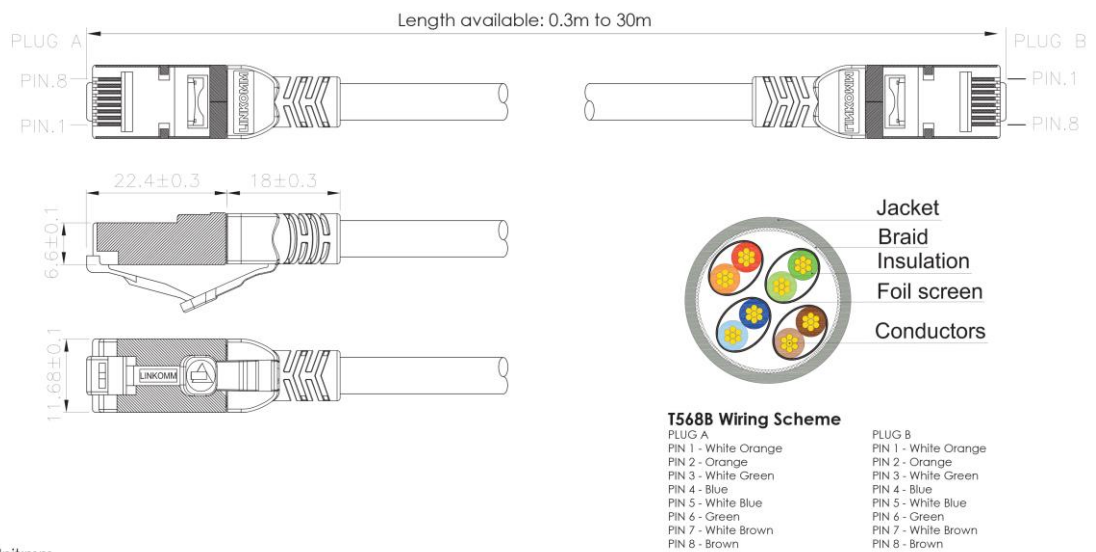 Length available: 0.3m to 30m
PLUG A
PLUG B
PIN.8
PIN.1
LINKOMM
LINKOMM
PIN.1
PIN.8
22.4±0.3
18±0.3
6.6±0.1
11.68±0.1
LINKOMM
Jacket
Braid
Insulation
Foil screen
Conductors
T568B Wiring Scheme
PLUG A
PIN 1 - White Orange
PIN 2 - Orange
PIN 3 - White Green
PIN 4 - Blue
PIN 5 - White Blue
PIN 6 - Green
PIN 7 - White Brown
PIN 8 - Brown
PLUG B
PIN 1 - White Orange
PIN 2 - Orange
PIN 3 - White Green
PIN 4 - Blue
PIN 5 - White Blue
PIN 6 - Green
PIN 7 - White Brown
PIN 8 - Brown